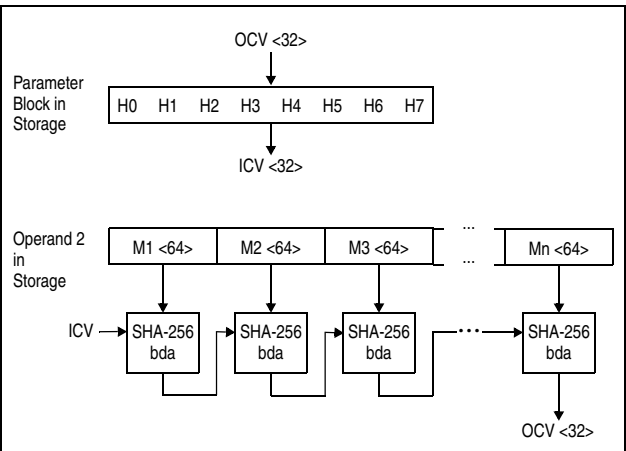 OCV <32>
Parameter
Block in
Storage
H0 H1 H2 H3 H4 H5 H6 H7
ICV <32>
Operand 2
in
Storage
M1 <64> M2 <64> M3 <64> ... ... Mn <64>
ICV
SHA-256
bda
SHA-256
bda
SHA-256
bda
...
SHA-256
bda
OCV <32>